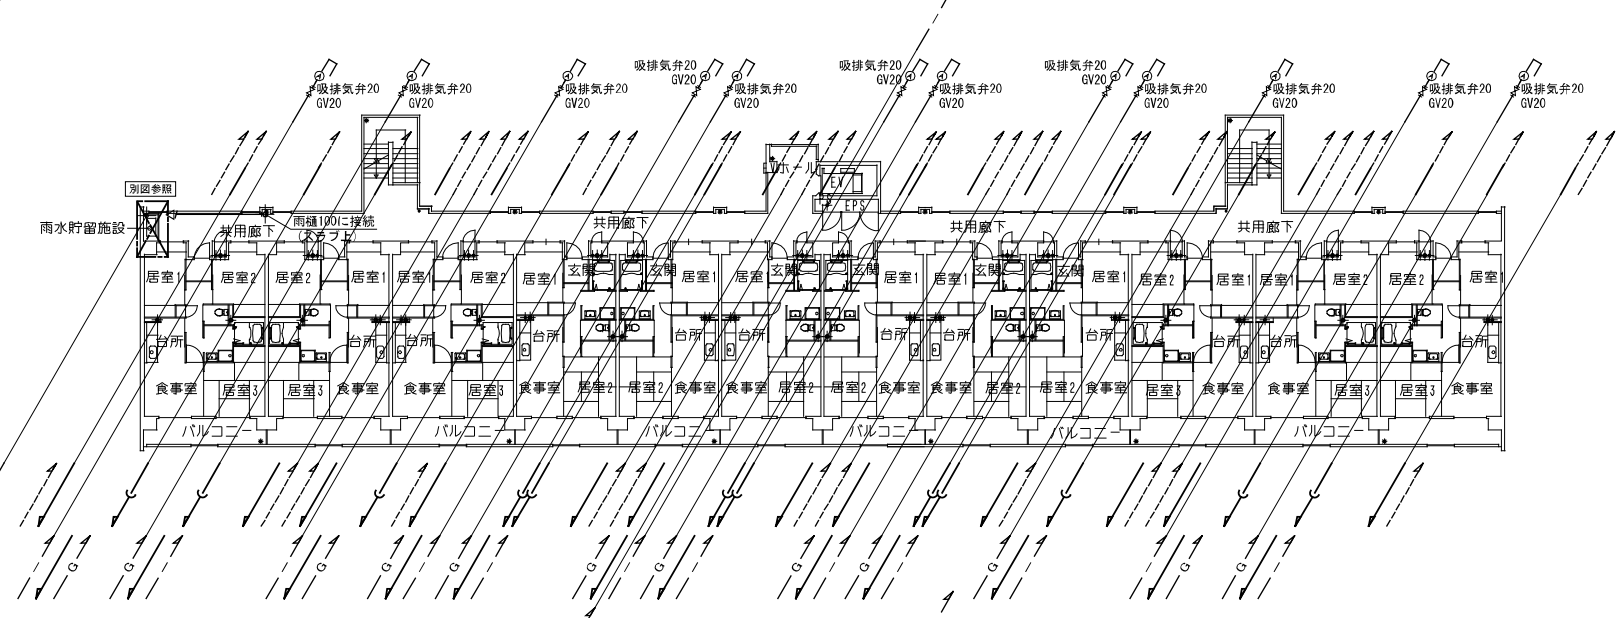 吸排気弁20 吸排気弁20 吸排気弁20
吸排気弁20 GV20
GV20 吸排気弁20
GV20 吸排気弁20
GV20 吸排気弁20
GV20 吸排気弁20
GV20 吸排気弁20
GV20 吸排気弁20
GV20 吸排気弁20
GV20 吸排気弁20
GV20 吸排気弁20
GV20 吸排気弁20
GV20
GV20
GV20
ホール
EV
EPS
別図参照
雨水貯留施設
雨樋100に接続
(スラブ上)
共用廊下 共用廊下 共用廊下 共用廊下
居室1 居室2 居室2 居室1 居室1 居室2 居室1 玄関 玄関 居室1 居室1 玄関 玄関 居室1 居室1 玄関 玄関 居室1 居室2 居室1 居室1 居室2 居室2 居室1
台所 台所 台所 台所 台所 台所 台所 台所 台所 台所 台所 台所
食事室 居室3 居室3 食事室 食事室 居室3 食事室 居室2 居室2 食事室 食事室 居室2 居室2 食事室 食事室 居室2 居室2 食事室 居室3 食事室 食事室 居室3 居室3 食事室
バルコニー バルコニー バルコニー バルコニー バルコニー バルコニー
G G G G G G G G G G G